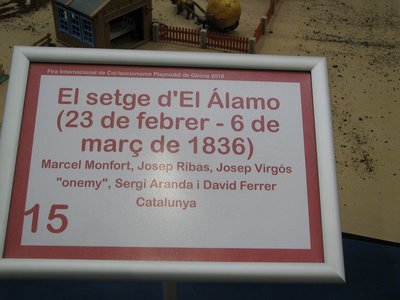 Fira Internacional de Col·leccionisme Playmobil de Girona 2018
El setge d'El Álamo
(23 de febrer - 6 de
març de 1836)
Marcel Monfort, Josep Ribas, Josep Virgós
"onemy", Sergi Aranda i David Ferrer
Catalunya
15